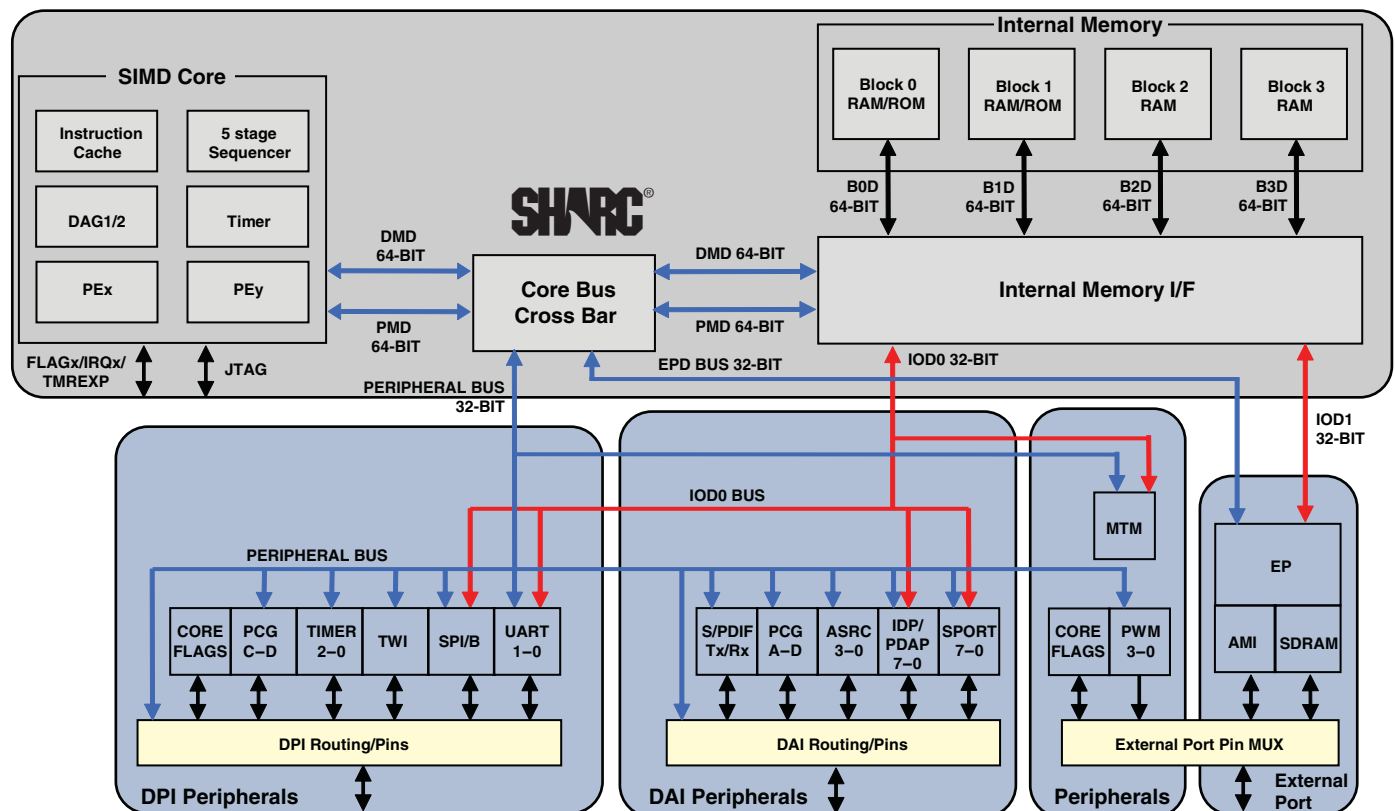 Internal Memory
SIMD Core
Block 0
RAM/ROM
Block 1
RAM/ROM
Block 2
RAM
Block 3
RAM
Instruction
Cache
5 stage
Sequencer
DAG1/2
Timer
PEx
PEy
B0D
64-BIT
B1D
64-BIT
B2D
64-BIT
B3D
64-BIT
SHARC®
DMD
64-BIT
DMD 64-BIT
Core Bus
Cross Bar
Internal Memory I/F
PMD
64-BIT
PMD 64-BIT
FLAGx/IRQx/
TMREXP
JTAG
EPD BUS 32-BIT
IOD0 32-BIT
PERIPHERAL BUS
32-BIT
IOD1
32-BIT
IOD0 BUS
MTM
PERIPHERAL BUS
EP
CORE
FLAGS
PCG
C–D
TIMER
2–0
TWI
SPI/B
UART
1–0
S/PDIF
Tx/Rx
PCG
A–D
ASRC
3–0
IDP/
PDAP
7–0
SPORT
7–0
CORE
FLAGS
PWM
3–0
AMI
SDRAM
DPI Routing/Pins
DAI Routing/Pins
External Port Pin MUX
DPI Peripherals
DAI Peripherals
Peripherals
External
Port